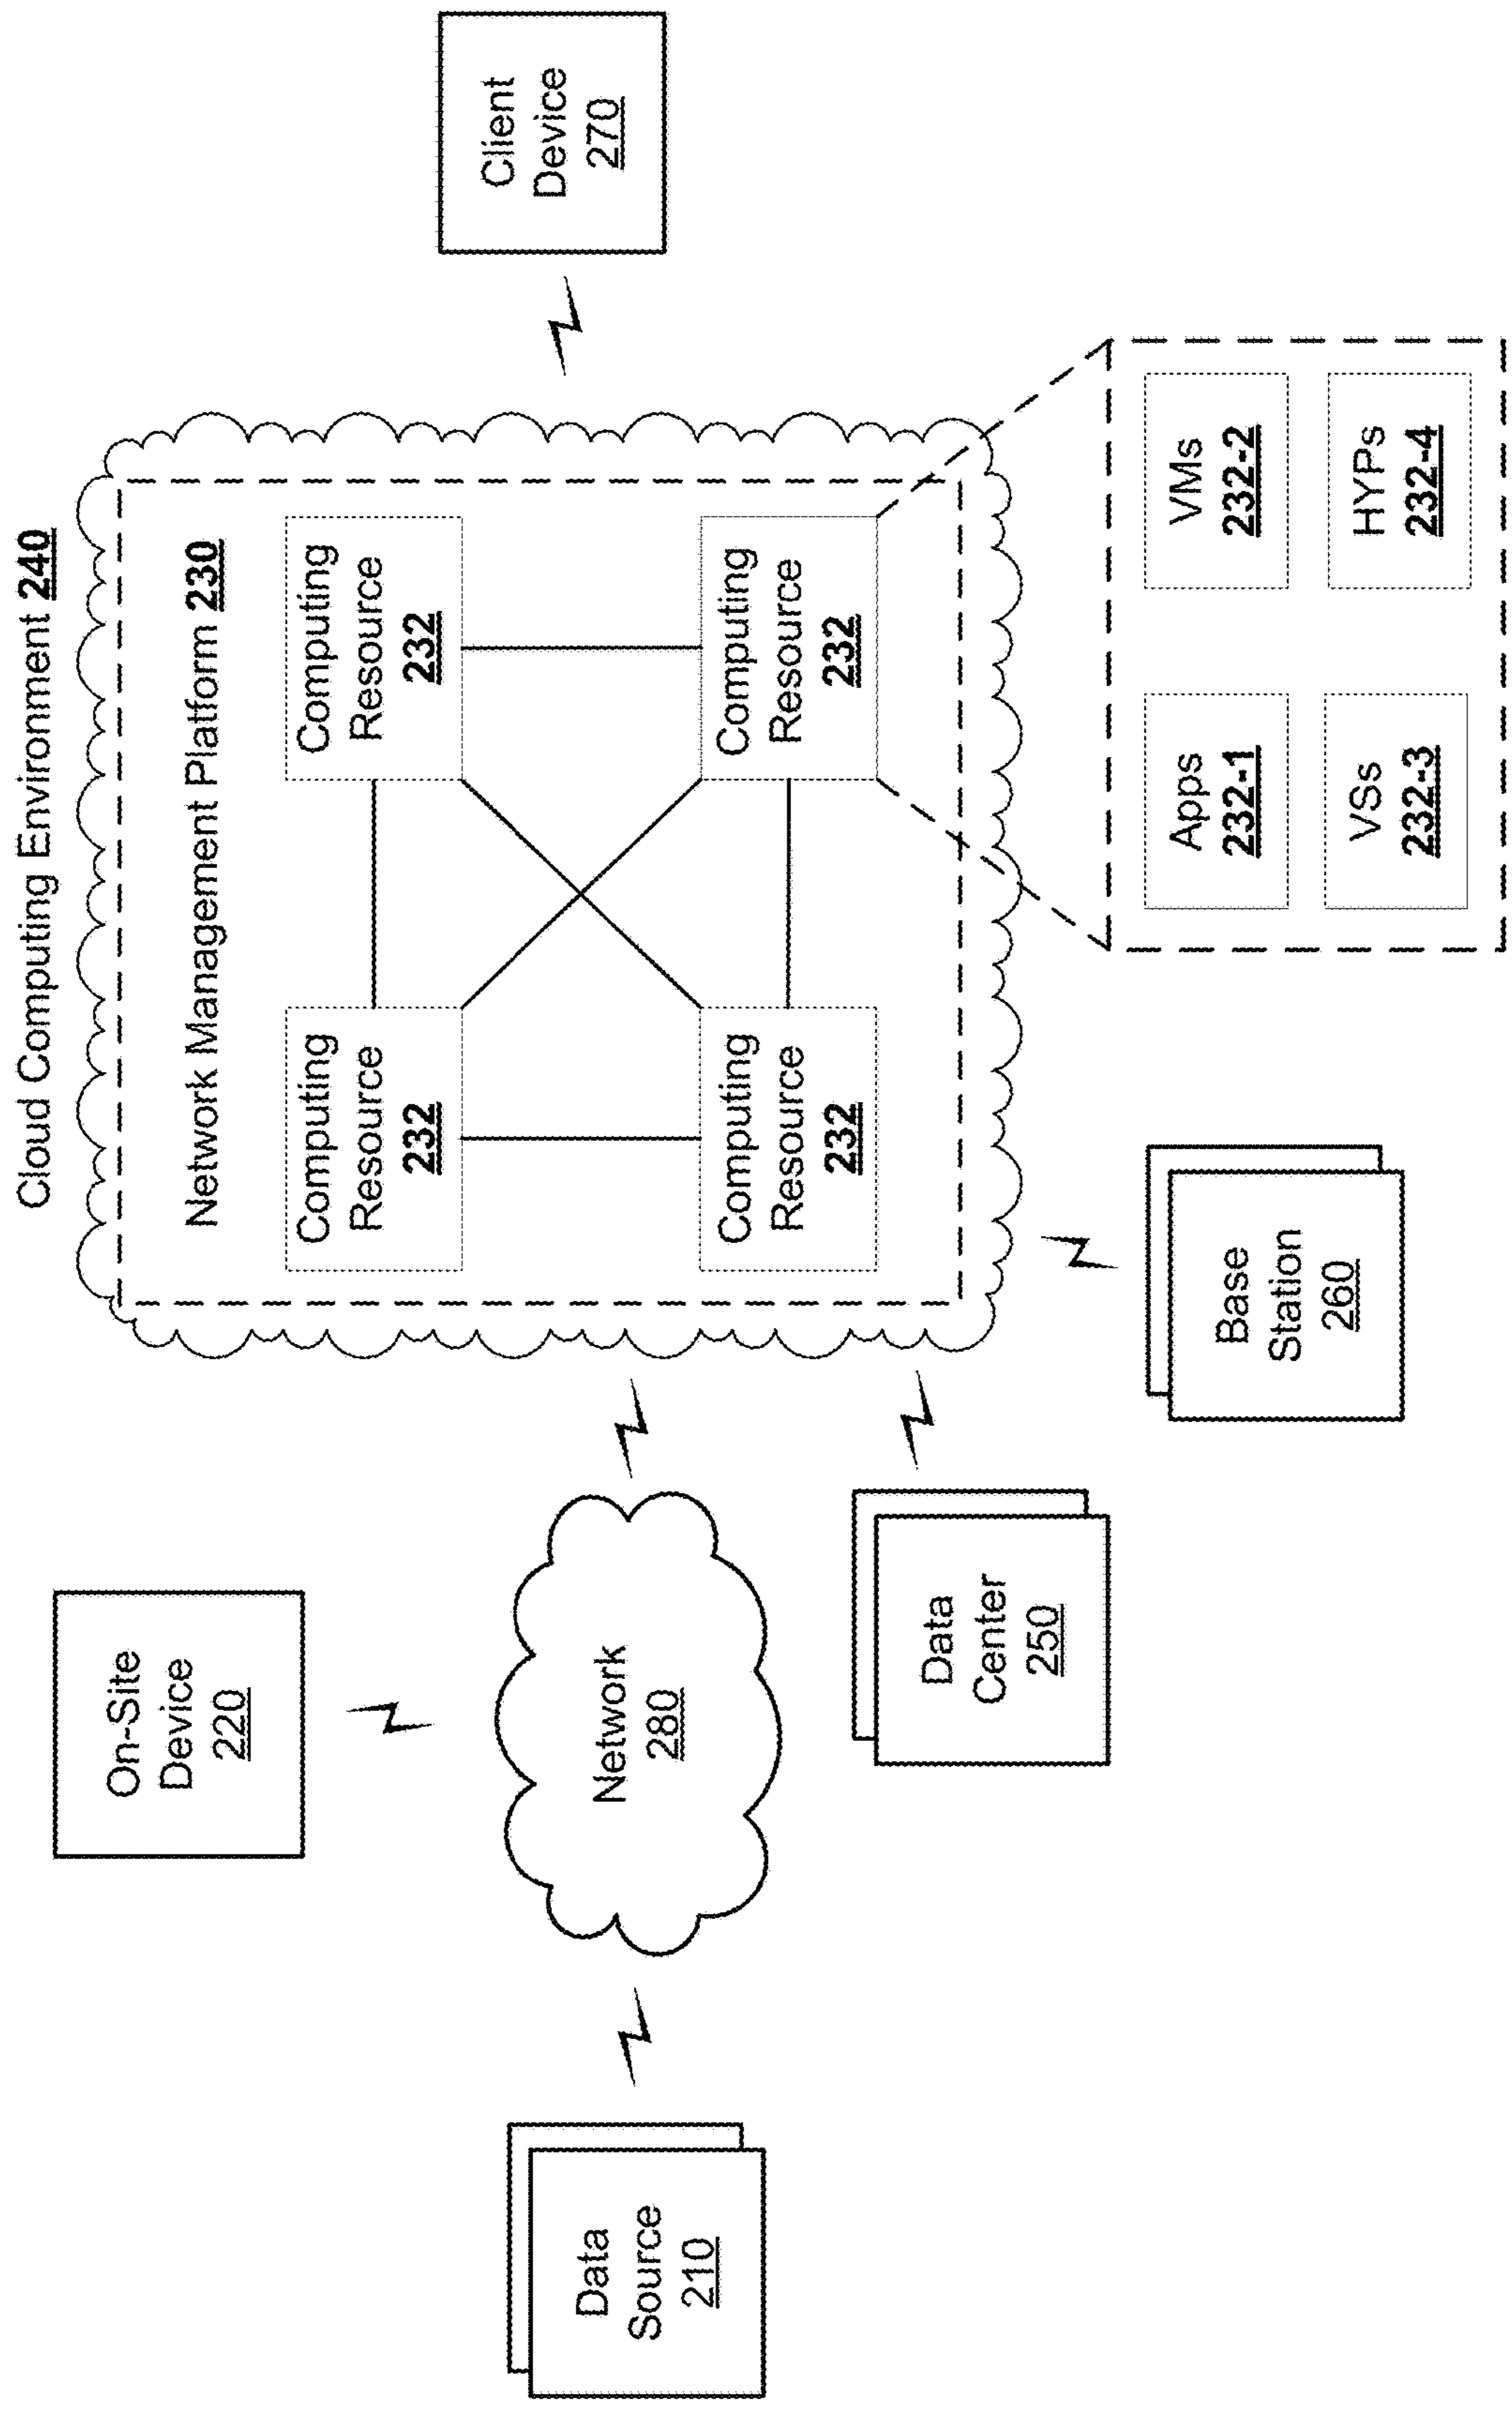 Cloud Computing Environment 240
Network Management Platform 230
Computing
Resource
232
Computing
Resource
232
Computing
Resource
232
Computing
Resource
232
On-Site
Device
220
Client
Device
270
Network
280
Data
Source
210
Data
Center
250
Base
Station
260
Apps
232-1
VMs
232-2
VSs
232-3
HYPs
232-4